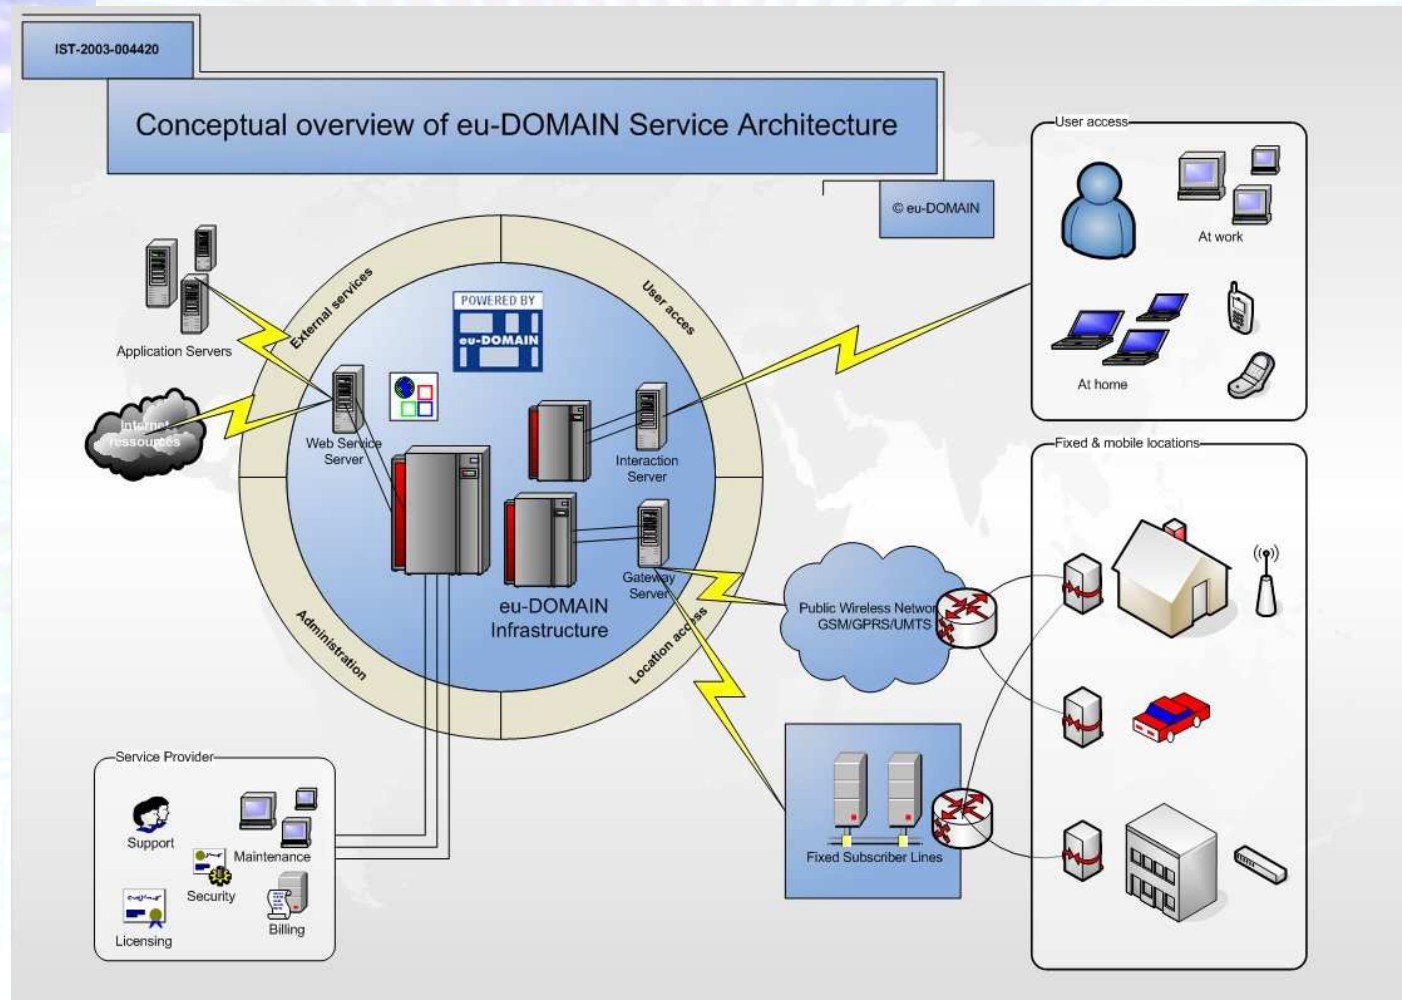 IST-2003-004420
Conceptual overview of eu-DOMAIN Service Architecture
© eu-DOMAIN
User access
At work
At home
Application Servers
External services
User acces
POWERED BY
eu-DOMAIN
Internet
ressources
Web Service
Server
Interaction
Server
Gateway
Server
eu-DOMAIN
Infrastructure
Administration
Location access
Fixed & mobile locations
Public Wireless Networ
GSM/GPRS/UMTS
Fixed Subscriber Lines
Service Provider
Support
Maintenance
Security
Licensing
Billing